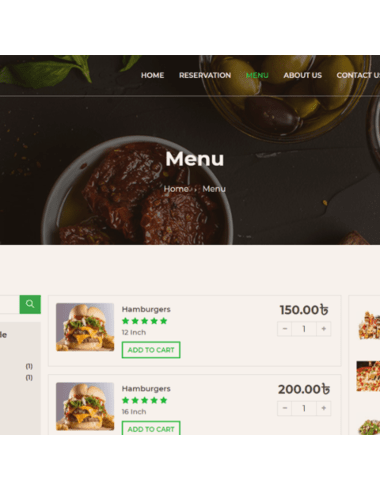 HOME RESERVATION MENU ABOUT US CONTACT US
Menu
Home Menu
Hamburgers 150.00৳
12 Inch
− 1 +
ADD TO CART
(1)
(1)
Hamburgers 200.00৳
16 Inch
− 1 +
ADD TO CART